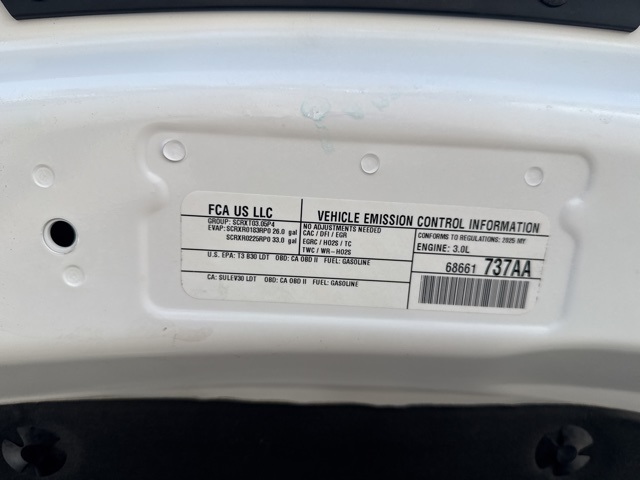 FCA US LLC
GROUP: SCRXT03.05P4
EVAP: SCRXR0183RP0 26.0 gal
SCRXR0225RP0 33.0 gal
VEHICLE EMISSION CONTROL INFORMATION
NO ADJUSTMENTS NEEDED
CAC / DFI / EGR
EGRC / HO2S / TC
TWC / WR-HO2S
CONFORMS TO REGULATIONS: 2025 MY
ENGINE: 3.0L
U.S. EPA: T3 B30 LDT OBD: CA OBD II FUEL: GASOLINE
68661 737AA
CA: SULEV30 LDT OBD: CA OBD II FUEL: GASOLINE